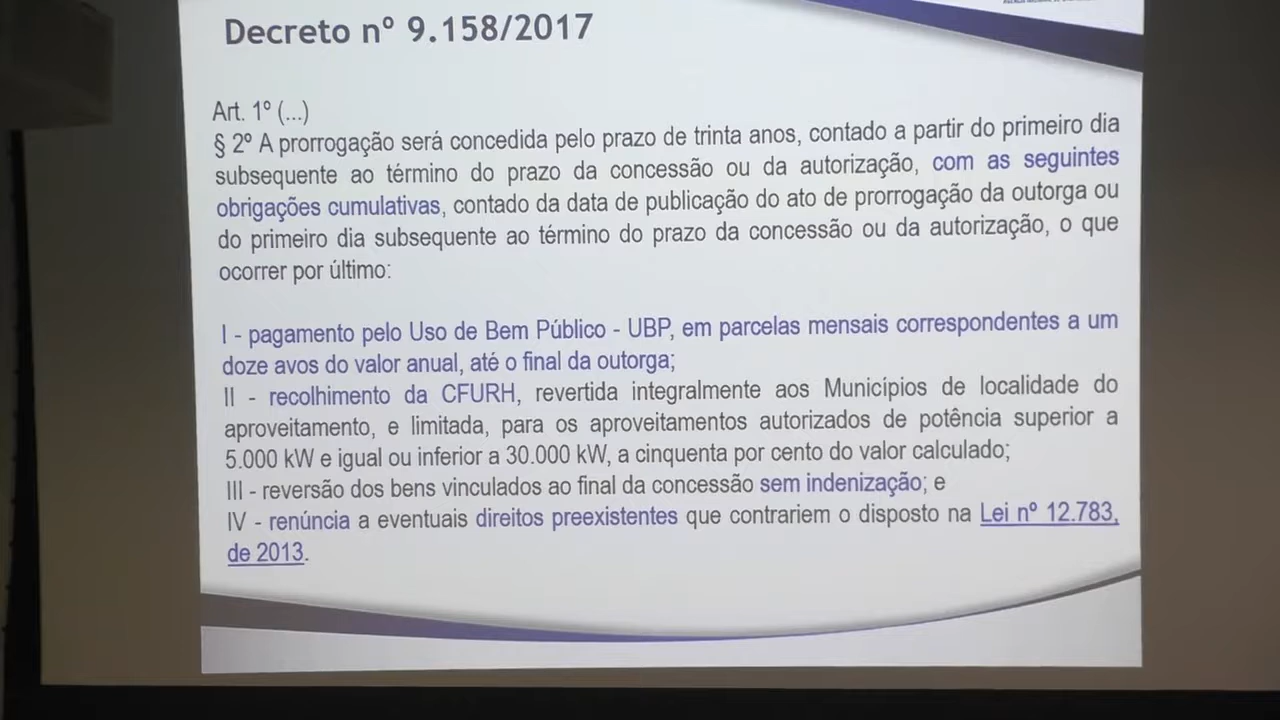 Decreto nº 9.158/2017
Art. 1º (...)
§ 2º A prorrogação será concedida pelo prazo de trinta anos, contado a partir do primeiro dia
subsequente ao término do prazo da concessão ou da autorização, com as seguintes
obrigações cumulativas, contado da data de publicação do ato de prorrogação da outorga ou
do primeiro dia subsequente ao término do prazo da concessão ou da autorização, o que
ocorrer por último:
I - pagamento pelo Uso de Bem Público - UBP, em parcelas mensais correspondentes a um
doze avos do valor anual, até o final da outorga;
II - recolhimento da CFURH, revertida integralmente aos Municípios de localidade do
aproveitamento, e limitada, para os aproveitamentos autorizados de potência superior a
5.000 kW e igual ou inferior a 30.000 kW, a cinquenta por cento do valor calculado;
III - reversão dos bens vinculados ao final da concessão sem indenização; e
IV - renúncia a eventuais direitos preexistentes que contrariem o disposto na Lei nº 12.783,
de 2013.